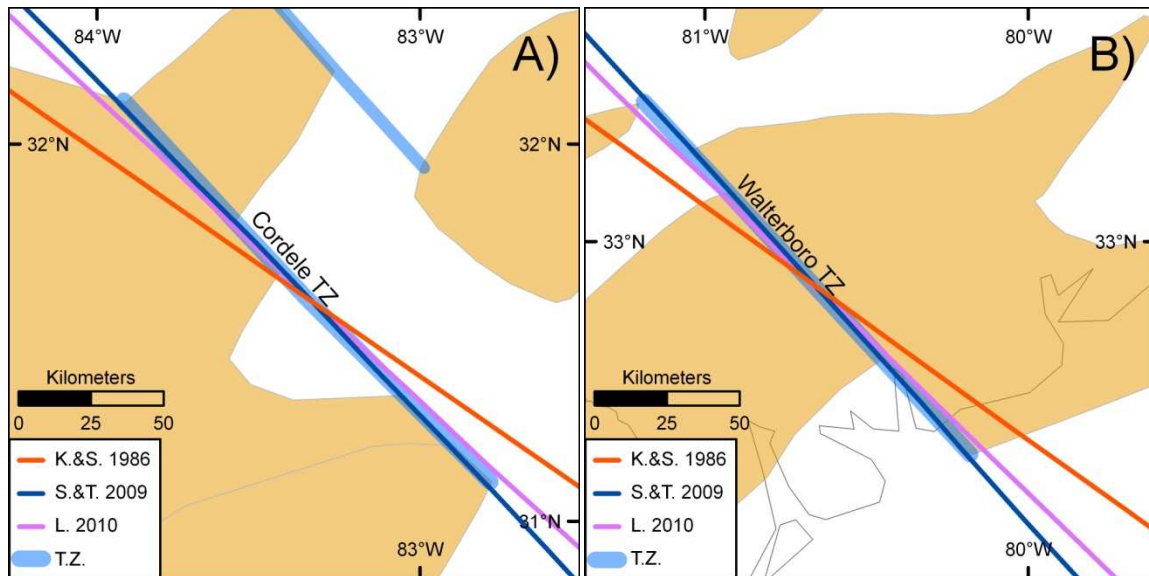 84°W
83°W
A)
32°N
32°N
Cordele TZ
Kilometers
0 25 50
K.&S. 1986
S.&T. 2009
L. 2010
T.Z.
31°N
83°W
81°W
80°W
B)
33°N
33°N
Walterboro TZ
Kilometers
0 25 50
K.&S. 1986
S.&T. 2009
L. 2010
T.Z.
80°W